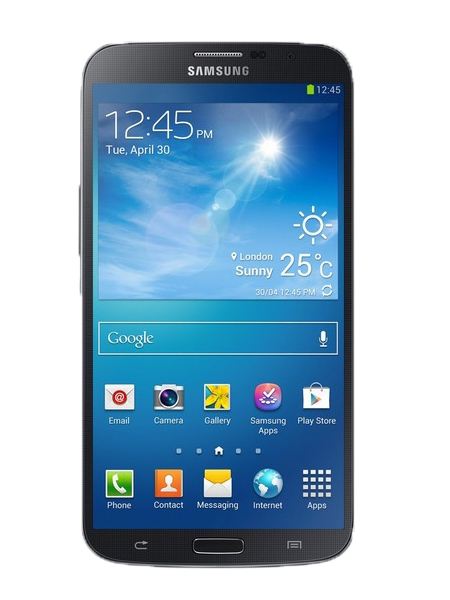 SAMSUNG
12:45
12:45 PM
Tue, April 30
London
Sunny 25°C
30/04 12:45 PM
Google
Email Camera Gallery Samsung Apps Play Store
Phone Contact Messaging Internet Apps